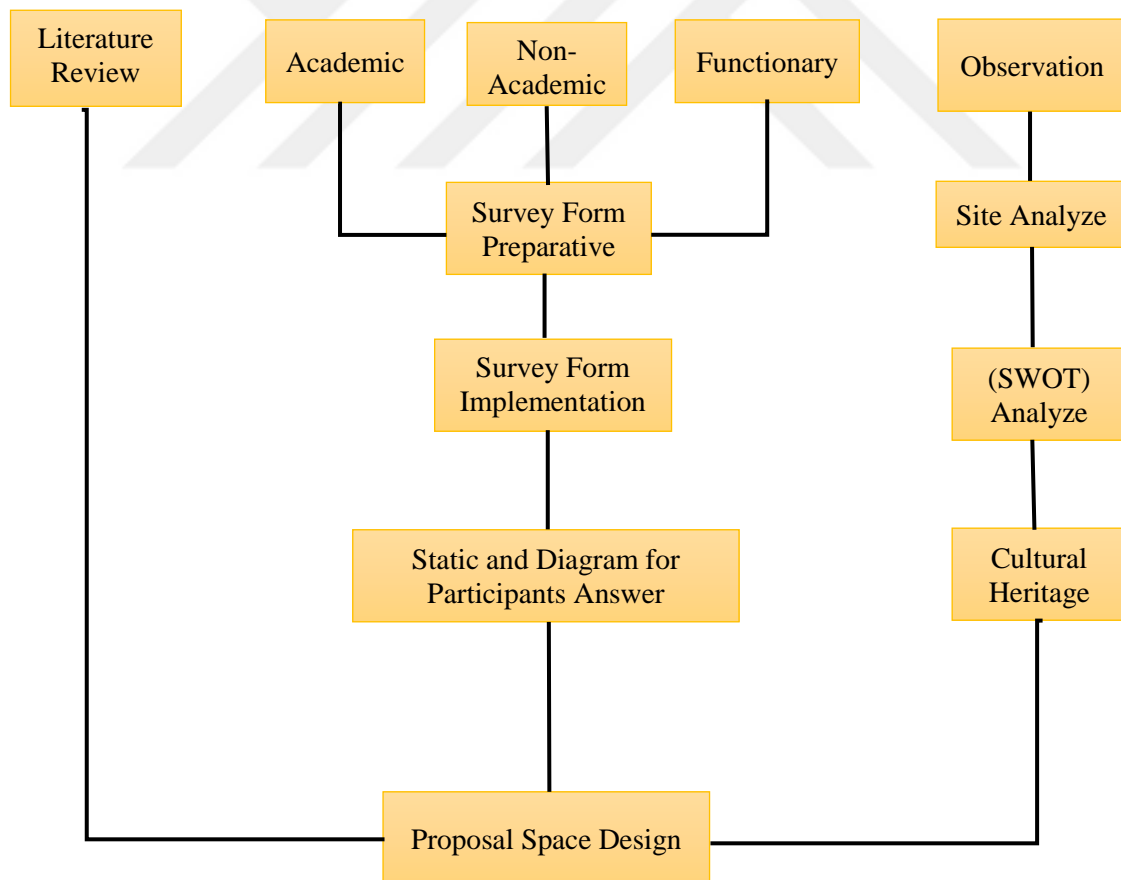 Literature
Review
Academic
Non-
Academic
Functionary
Observation
Survey Form
Preparative
Site Analyze
Survey Form
Implementation
(SWOT)
Analyze
Static and Diagram for
Participants Answer
Cultural
Heritage
Proposal Space Design